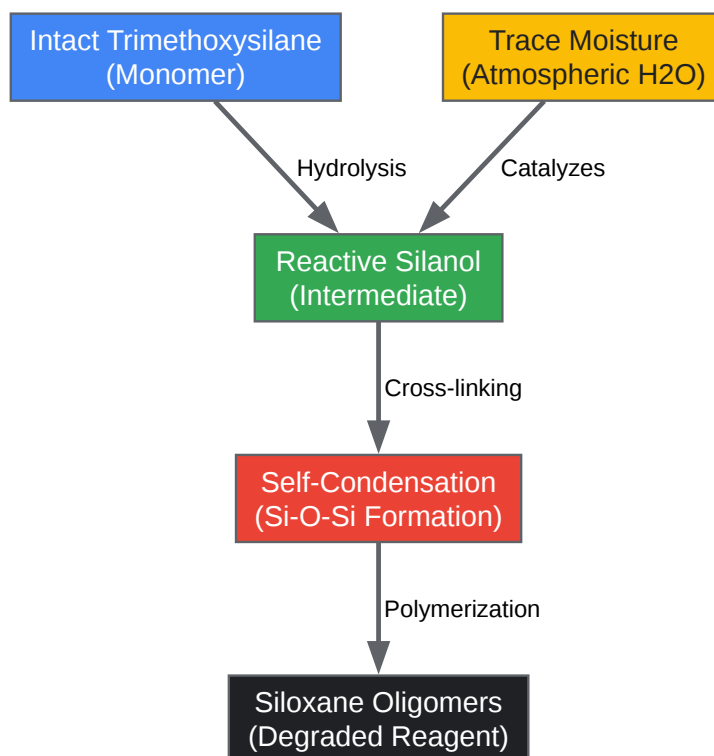 Intact Trimethoxysilane
(Monomer)
Trace Moisture
(Atmospheric H2O)
Hydrolysis
Catalyzes
Reactive Silanol
(Intermediate)
Cross-linking
Self-Condensation
(Si-O-Si Formation)
Polymerization
Siloxane Oligomers
(Degraded Reagent)